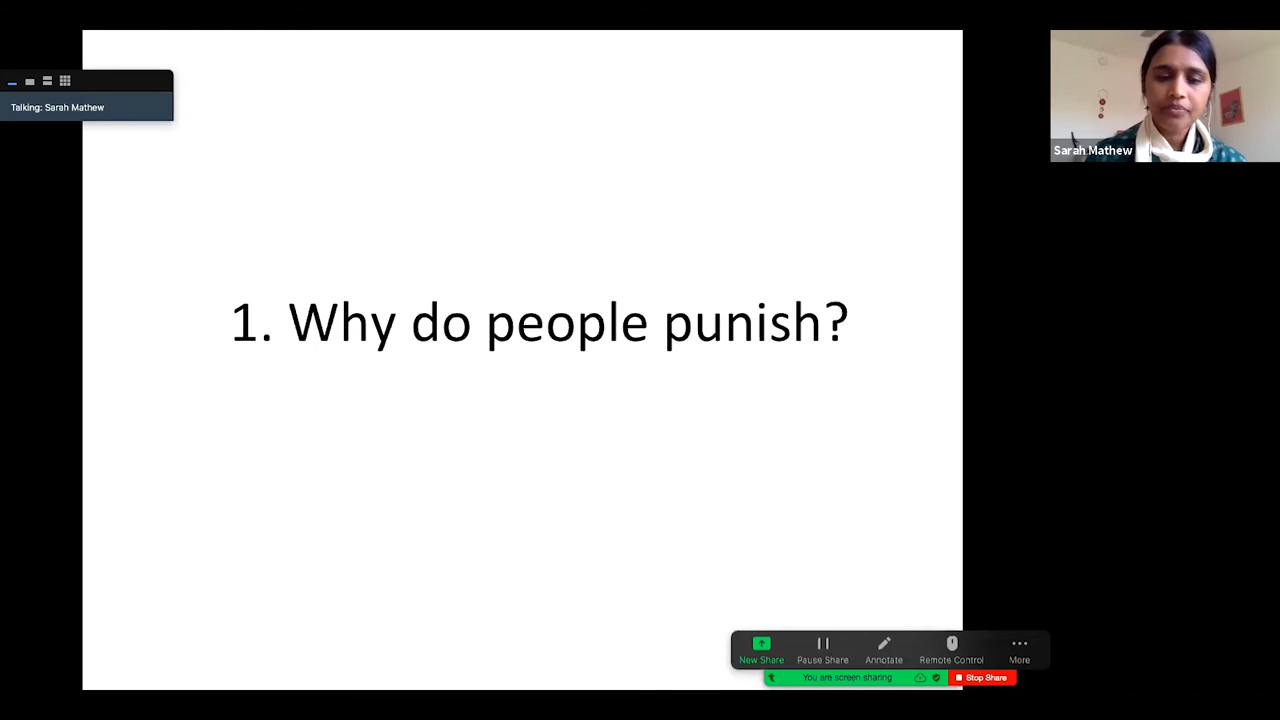 Talking: Sarah Mathew
Sarah Mathew
1. Why do people punish?
New Share
Pause Share
Annotate
Remote Control
More
You are screen sharing
Stop Share